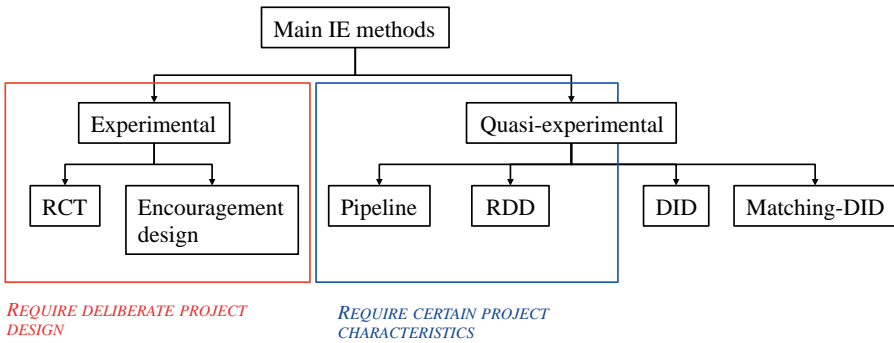 Main IE methods
Experimental
Quasi-experimental
RCT
Encouragement
design
Pipeline
RDD
DID
Matching-DID
REQUIRE DELIBERATE PROJECT
DESIGN
REQUIRE CERTAIN PROJECT
CHARACTERISTICS